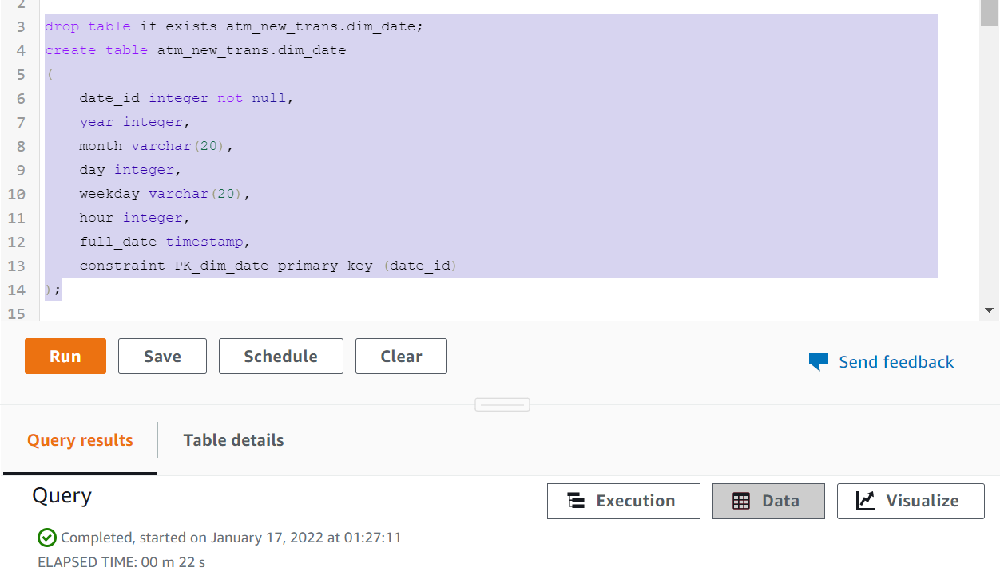 2
3 drop table if exists atm_new_trans.dim_date;
4 create table atm_new_trans.dim_date
5 (
6 date_id integer not null,
7 year integer,
8 month varchar(20),
9 day integer,
10 weekday varchar(20),
11 hour integer,
12 full_date timestamp,
13 constraint PK_dim_date primary key (date_id)
14 );
15
Run Save Schedule Clear Send feedback
Query results Table details
Query Execution Data Visualize
Completed, started on January 17, 2022 at 01:27:11
ELAPSED TIME: 00 m 22 s